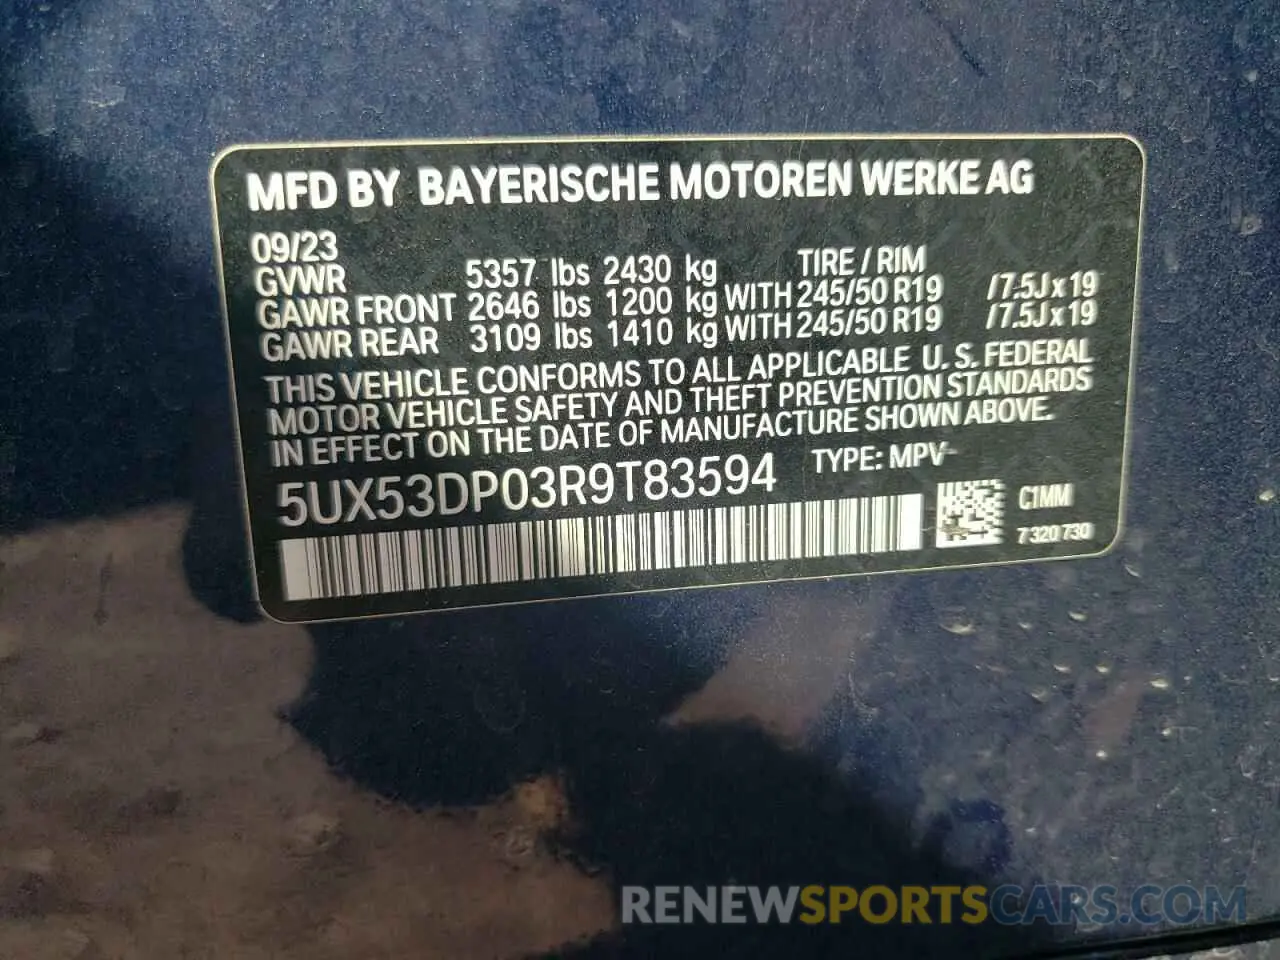 MFD BY BAYERISCHE MOTOREN WERKE AG
09/23
TIRE / RIM
GVWR 5357 lbs 2430 kg
GAWR FRONT 2646 lbs 1200 kg WITH 245/50 R19 /7.5J x 19
GAWR REAR 3109 lbs 1410 kg WITH 245/50 R19 /7.5J x 19
THIS VEHICLE CONFORMS TO ALL APPLICABLE U. S. FEDERAL
MOTOR VEHICLE SAFETY AND THEFT PREVENTION STANDARDS
IN EFFECT ON THE DATE OF MANUFACTURE SHOWN ABOVE.
5UX53DP03R9T83594 TYPE: MPV
C1MM
7 320 730
RENEWSPORTSCARS.COM